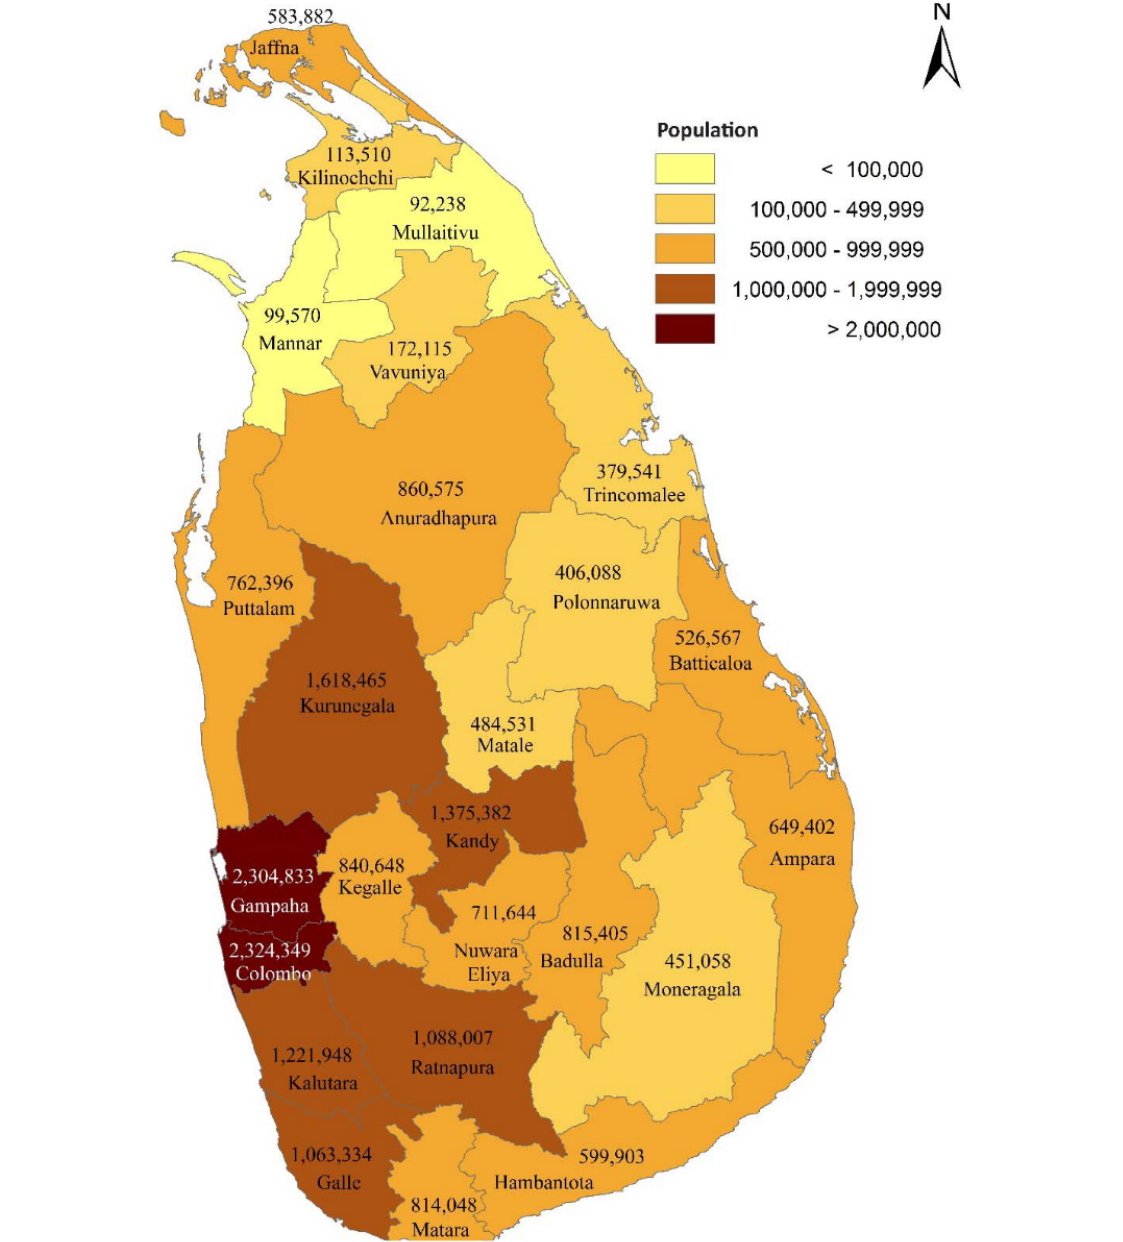 583,882
Jaffna
N
Population
< 100,000
100,000 - 499,999
500,000 - 999,999
1,000,000 - 1,999,999
> 2,000,000
113,510
Kilinochchi
92,238
Mullaitivu
99,570
Mannar
172,115
Vavuniya
379,541
Trincomalee
860,575
Anuradhapura
406,088
Polonnaruwa
762,396
Puttalam
526,567
Batticaloa
1,618,465
Kurunegala
484,531
Matale
1,375,382
Kandy
649,402
Ampara
840,648
Kegalle
2,304,833
Gampaha
711,644
Nuwara
Eliya
815,405
Badulla
2,324,349
Colombo
451,058
Moneragala
1,088,007
Ratnapura
1,221,948
Kalutara
1,063,334
Galle
599,903
Hambantota
814,048
Matara